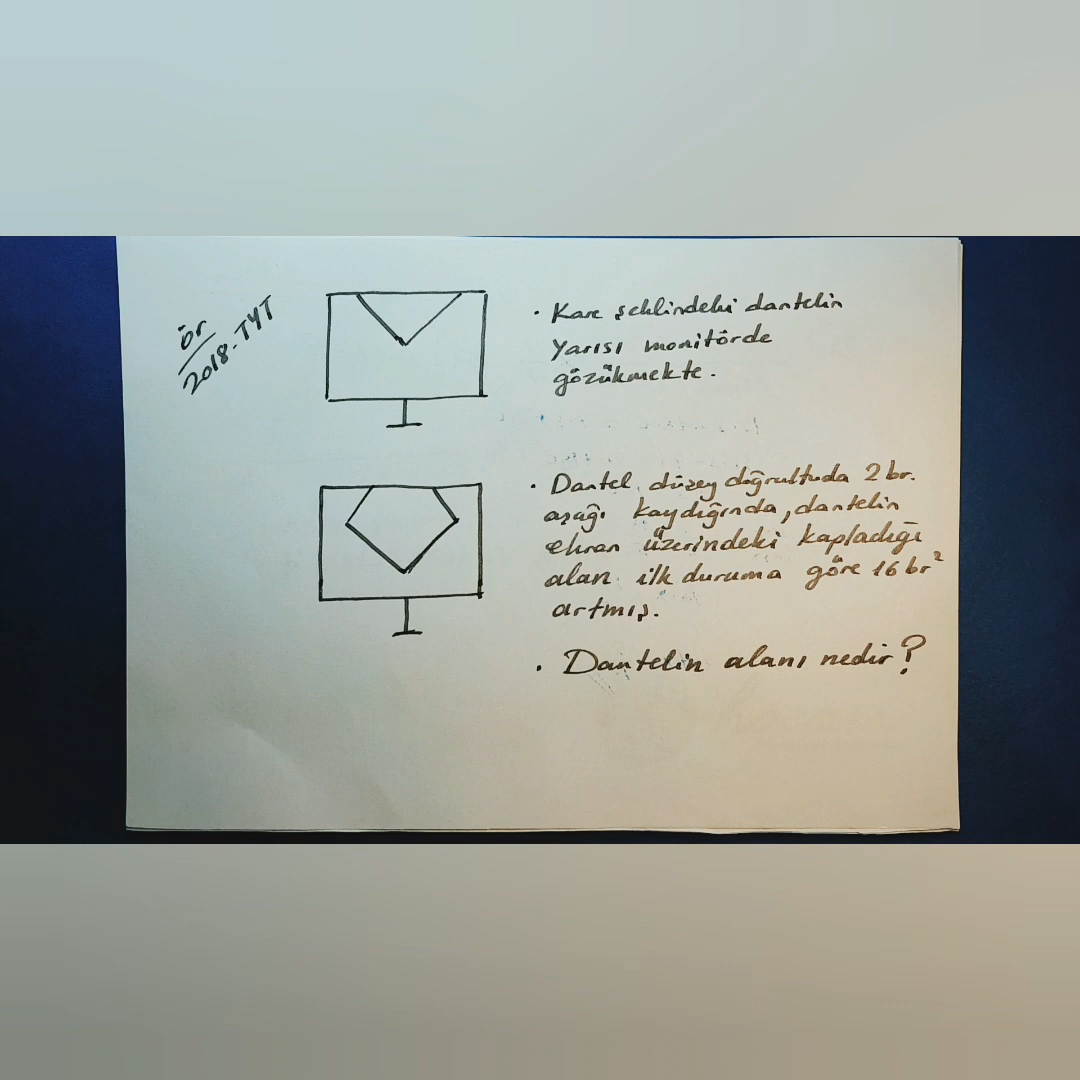 ör
2018-TYT
• Kare şeklindeki dantelin
yarısı monitörde
gözükmekte.
• Dantel düşey doğrultuda 2 br.
aşağı kaydığında, dantelin
ekran üzerindeki kapladığı
alan ilk duruma göre 16 br²
artmış.
• Dantelin alanı nedir?